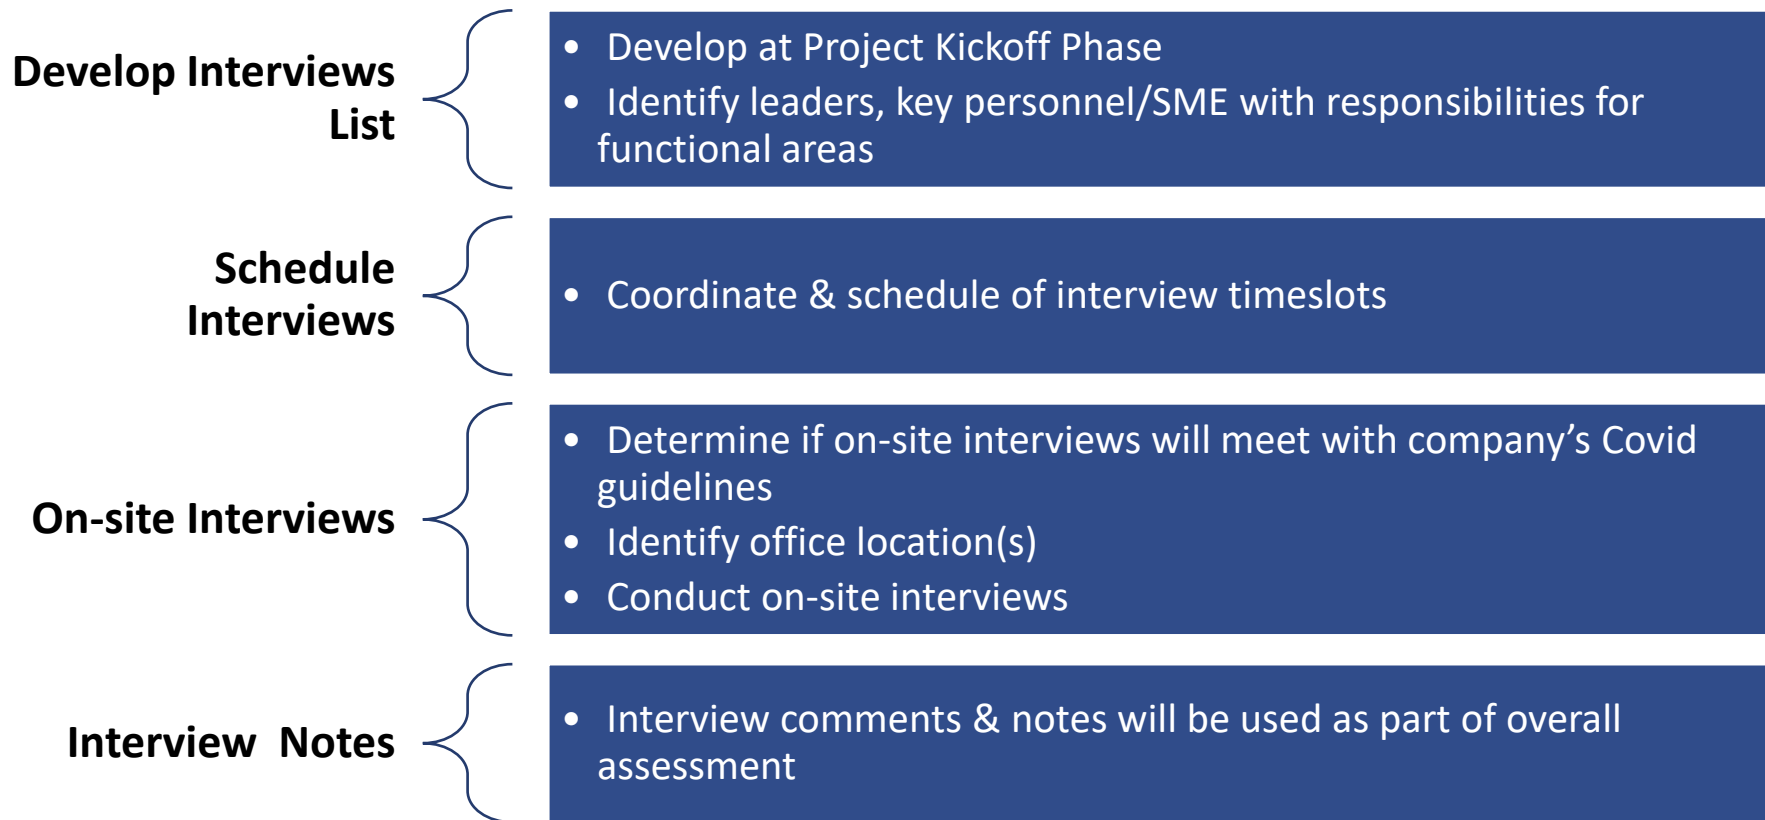 Develop Interviews
List
• Develop at Project Kickoff Phase
• Identify leaders, key personnel/SME with responsibilities for
functional areas
Schedule
Interviews
• Coordinate & schedule of interview timeslots
On-site Interviews
• Determine if on-site interviews will meet with company’s Covid
guidelines
• Identify office location(s)
• Conduct on-site interviews
Interview  Notes
• Interview comments & notes will be used as part of overall
assessment